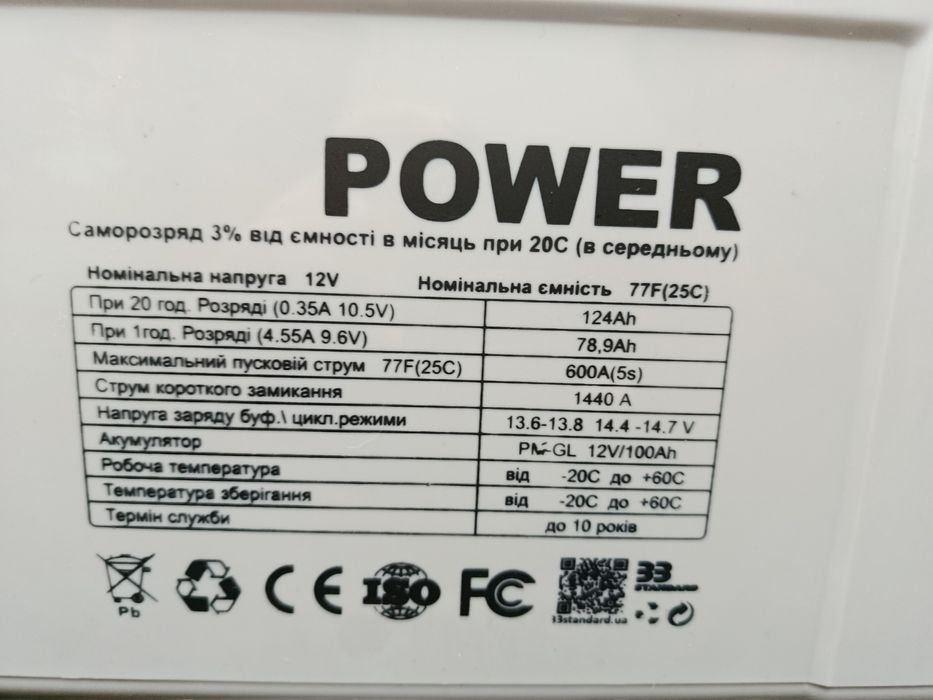 POWER
Саморозряд 3% від ємності в місяць при 20С (в середньому)
Номінальна напруга 12V Номінальна ємність 77F(25C)
При 20 год. Розряді (0.35A 10.5V) 124Ah
При 1год. Розряді (4.55A 9.6V) 78,9Ah
Максимальний пусковій струм 77F(25C) 600A(5s)
Струм короткого замикання 1440 A
Напруга заряду буф.\ цикл.режими 13.6-13.8 14.4 -14.7 V
Акумулятор GL 12V/100Ah
Робоча температура від -20С до +60С
Температура зберігання від -20С до +60С
Термін служби до 10 років
Pb
CE
ISO
FC
33
STANDARD
33standard.ua